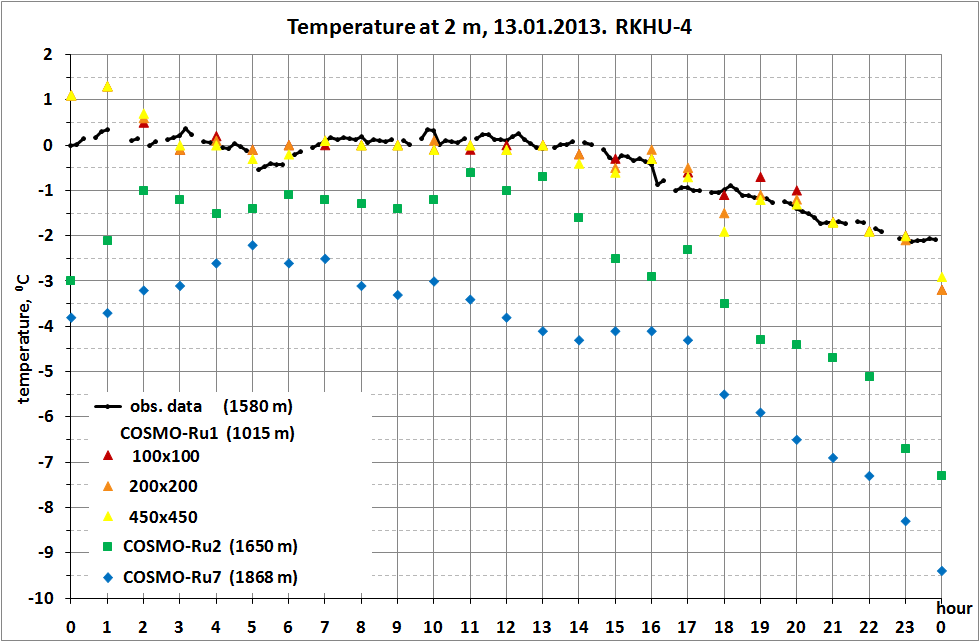 Temperature at 2 m, 13.01.2013. RKHU-4
2
1
0
-1
-2
-3
-4
-5
-6
-7
-8
-9
-10
temperature, ⁰C
obs. data (1580 m)
COSMO-Ru1 (1015 m)
100x100
200x200
450x450
COSMO-Ru2 (1650 m)
COSMO-Ru7 (1868 m)
hour
0 1 2 3 4 5 6 7 8 9 10 11 12 13 14 15 16 17 18 19 20 21 22 23 0